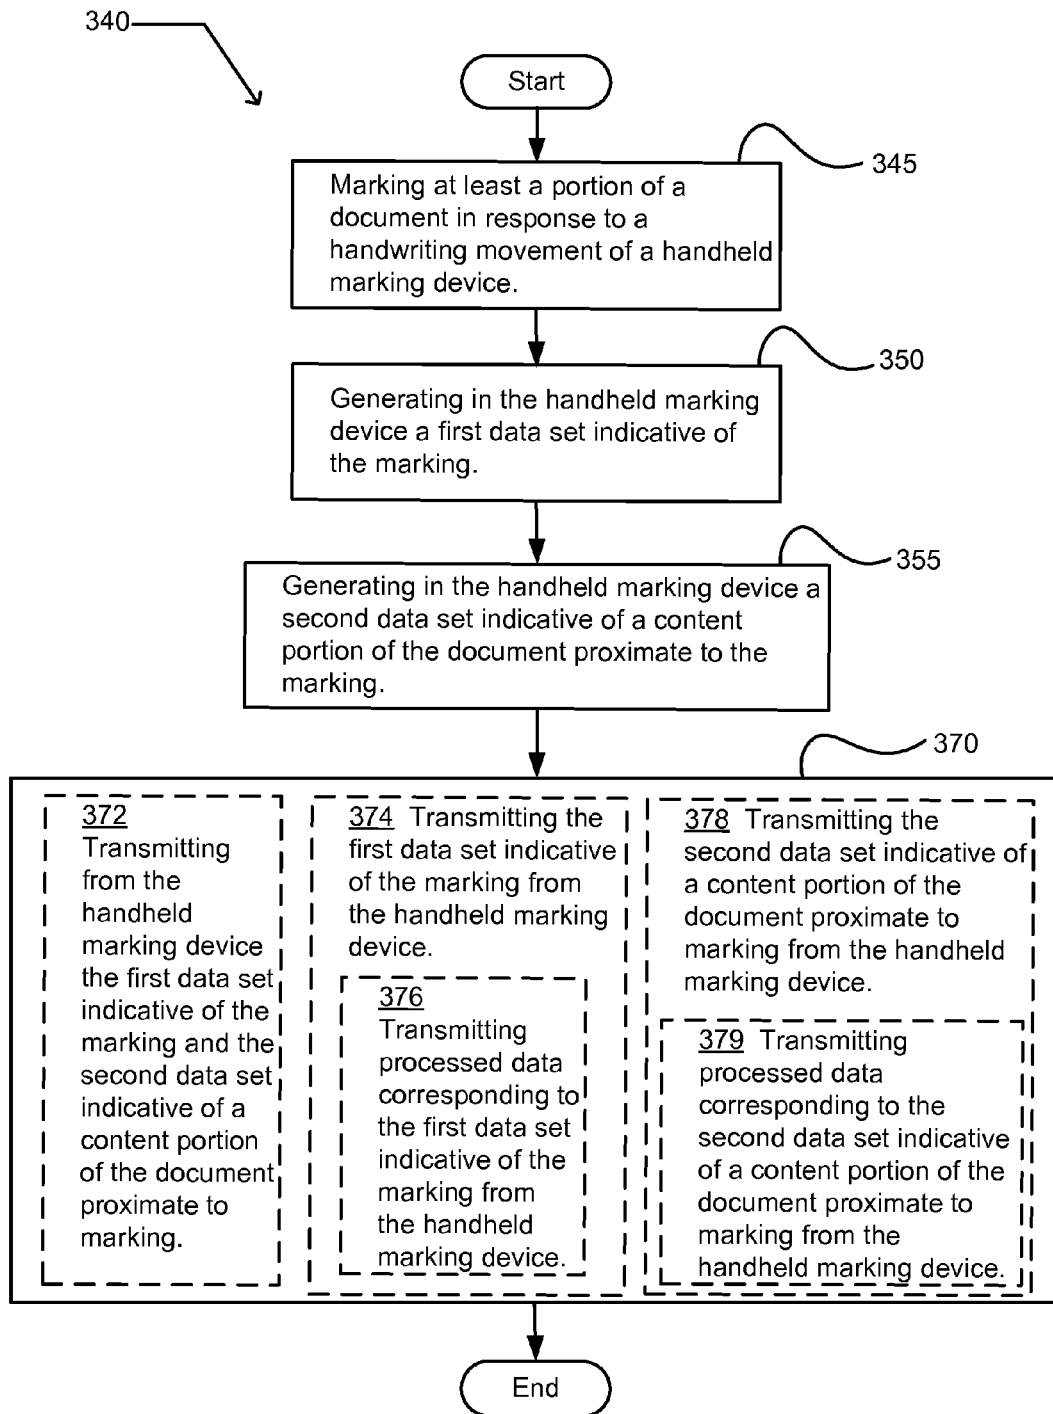 340
Start
345
Marking at least a portion of a
document in response to a
handwriting movement of a handheld
marking device.
350
Generating in the handheld marking
device a first data set indicative of
the marking.
355
Generating in the handheld marking device a
second data set indicative of a content
portion of the document proximate to the
marking.
370
372
Transmitting
from the
handheld
marking device
the first data set
indicative of the
marking and the
second data set
indicative of a
content portion
of the document
proximate to
marking.
374 Transmitting the
first data set indicative
of the marking from
the handheld marking
device.
376
Transmitting
processed data
corresponding to
the first data set
indicative of the
marking from
the handheld
marking device.
378 Transmitting the
second data set indicative of
a content portion of the
document proximate to
marking from the handheld
marking device.
379 Transmitting
processed data
corresponding to the
second data set indicative
of a content portion of the
document proximate to
marking from the
handheld marking device.
End